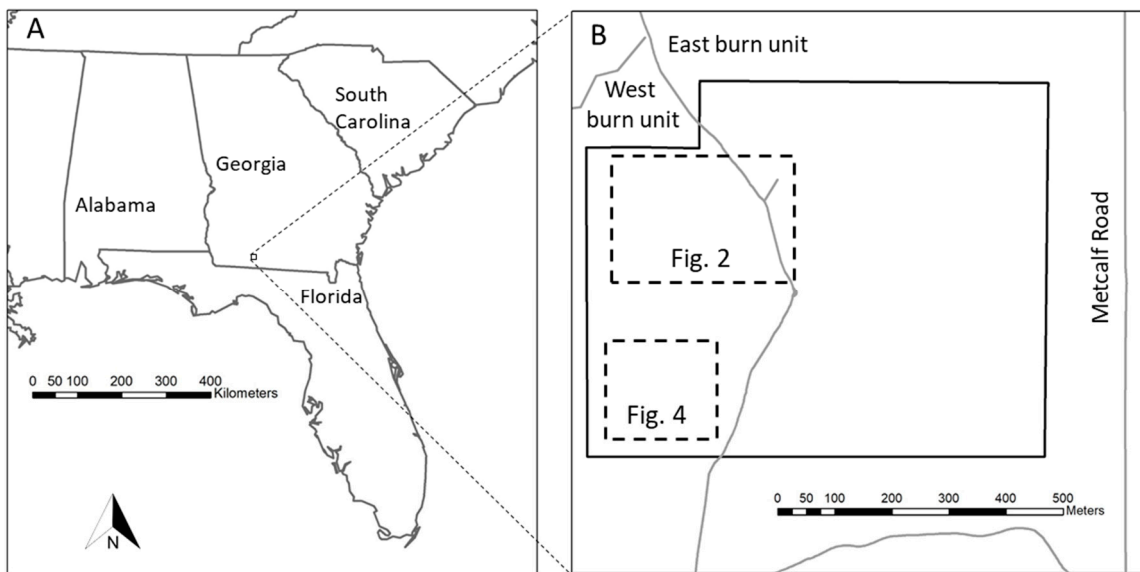 A
South
Carolina
Georgia
Alabama
Florida
0 50 100 200 300 400
Kilometers
N
B
East burn unit
West
burn unit
Fig. 2
Metcalf Road
Fig. 4
0 100 200 300 400 500
Meters